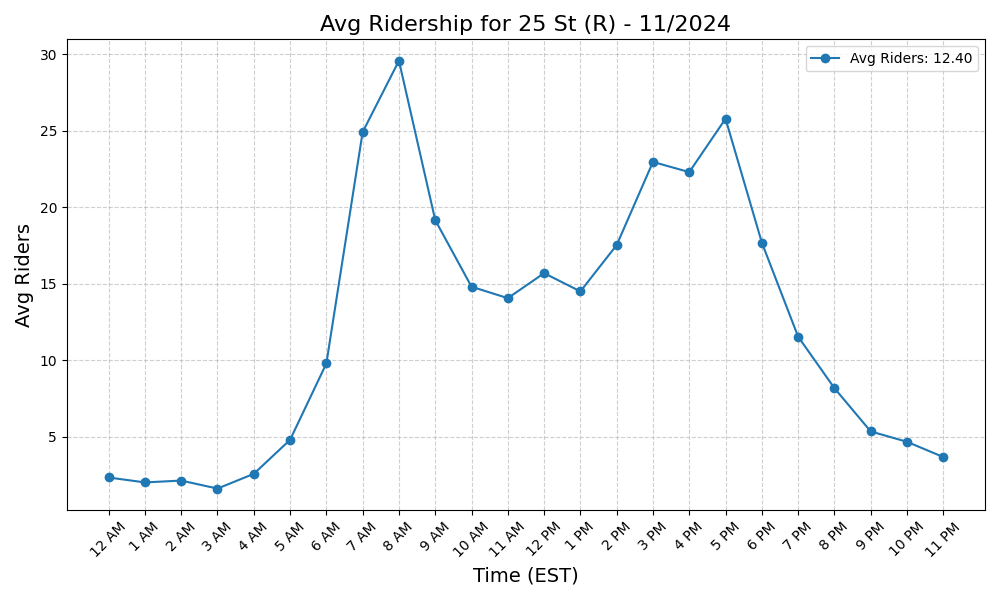 Avg Ridership for 25 St (R) - 11/2024
Avg Riders: 12.40
30
25
20
15
10
5
Avg Riders
12 AM
1 AM
2 AM
3 AM
4 AM
5 AM
6 AM
7 AM
8 AM
9 AM
10 AM
11 AM
12 PM
1 PM
2 PM
3 PM
4 PM
5 PM
6 PM
7 PM
8 PM
9 PM
10 PM
11 PM
Time (EST)